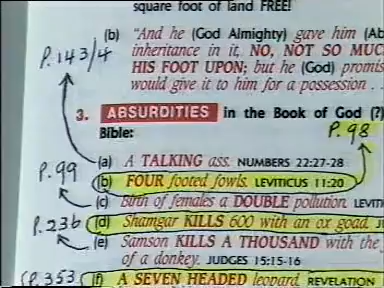 square foot of land FREE!
(b) "And he (God Almighty) gave him (Ab
inheritance in it, NO, NOT SO MUC
HIS FOOT UPON; but he (God) promis
would give it to him for a possession . .
P.143/4
3. ABSURDITIES in the Book of God (?)
Bible:
P.98
(a) A TALKING ass. NUMBERS 22:27-28
P.99
(b) FOUR footed fowls. LEVITICUS 11:20
(c) Birth of females a DOUBLE pollution. LEVIT
P.236
(d) Shamgar KILLS 600 with an ox goad. J
(e) Samson KILLS A THOUSAND with the
of a donkey. JUDGES 15:15-16
(P.353
(f) A SEVEN HEADED leopard. REVELATION